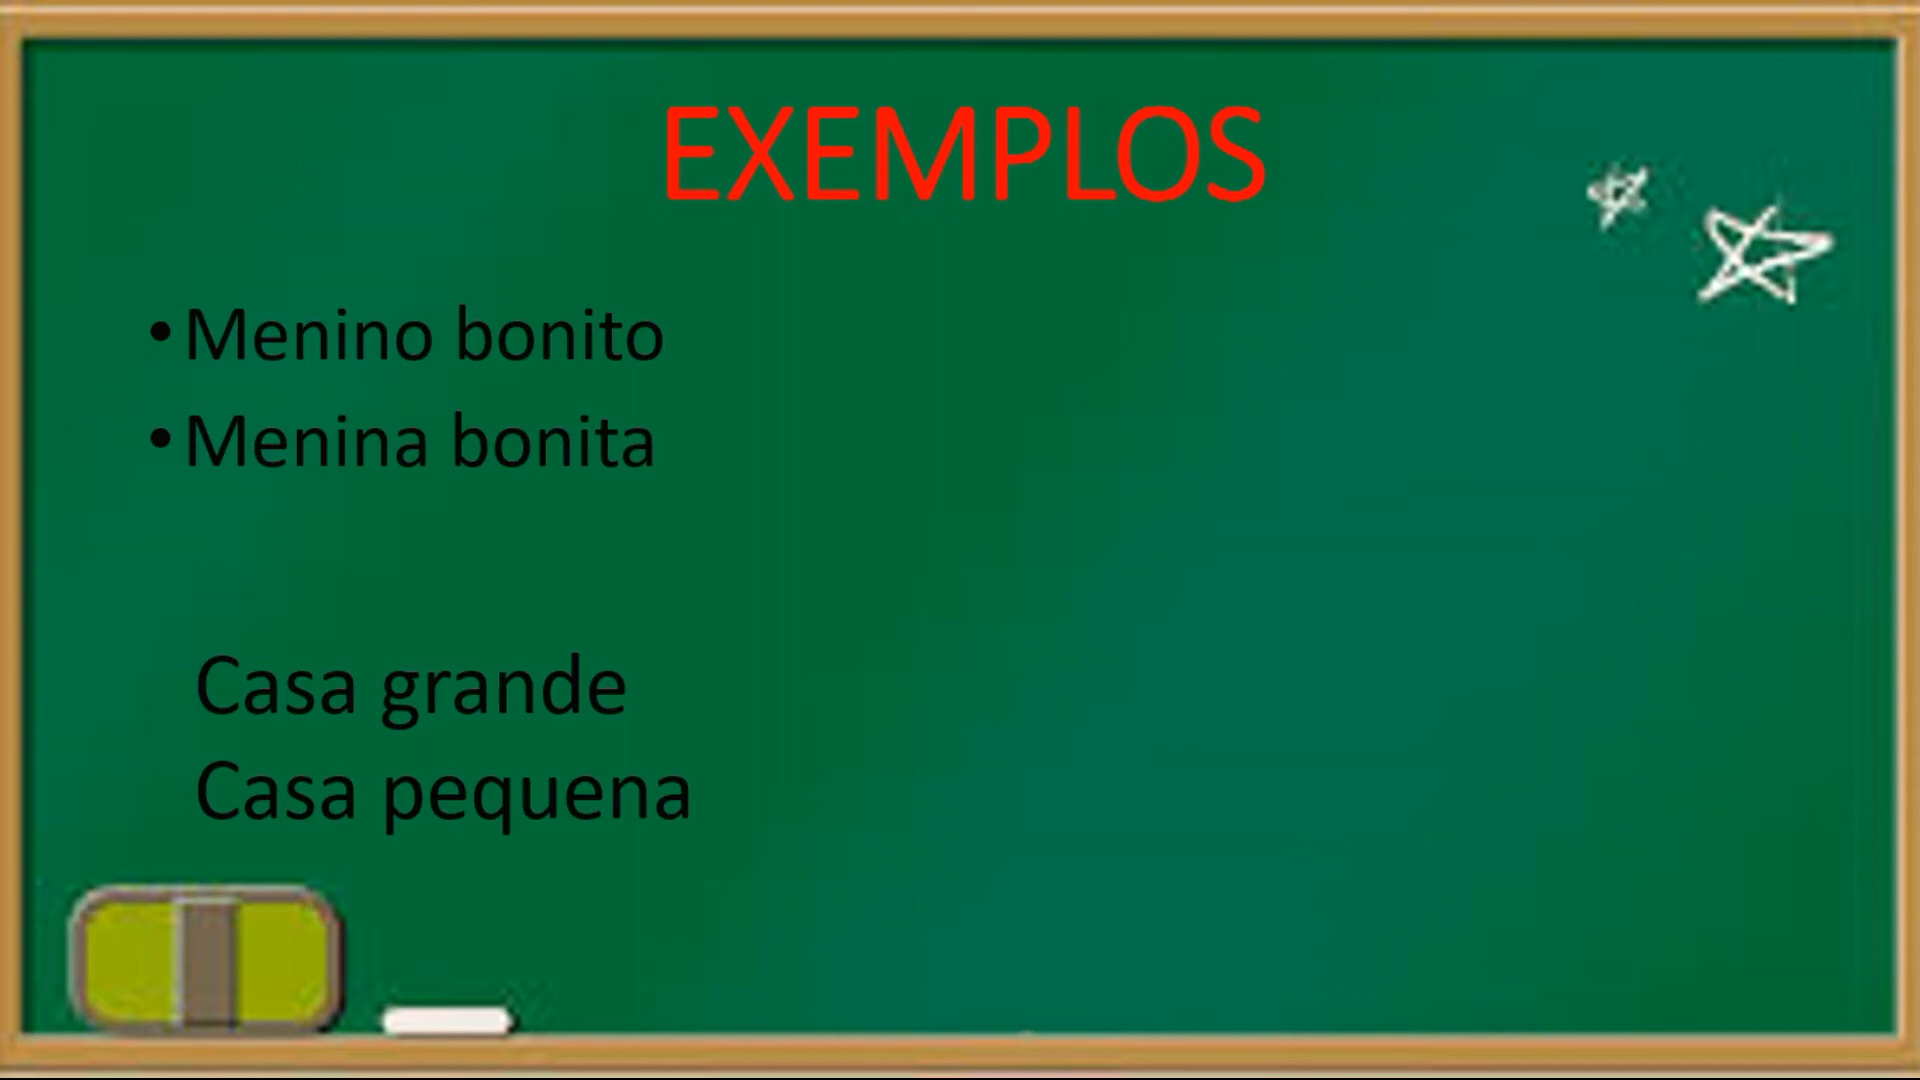 EXEMPLOS
• Menino bonito
• Menina bonita
Casa grande
Casa pequena